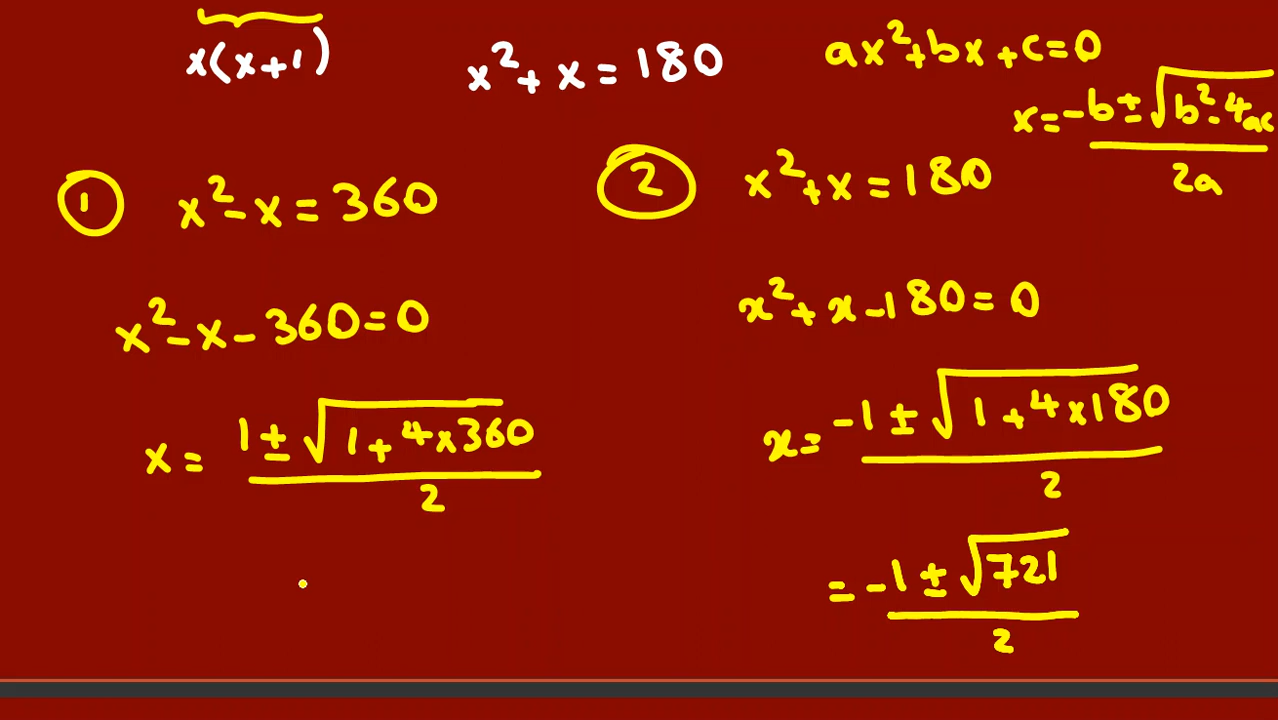 x(x+1)
x²+x=180
ax²+bx+c=0
x=-b±√b²-4ac
2a
1
x²-x=360
x²-x-360=0
x=1±√1+4x360
2
2
x²+x=180
x²+x-180=0
x=-1±√1+4x180
2
=-1±√721
2